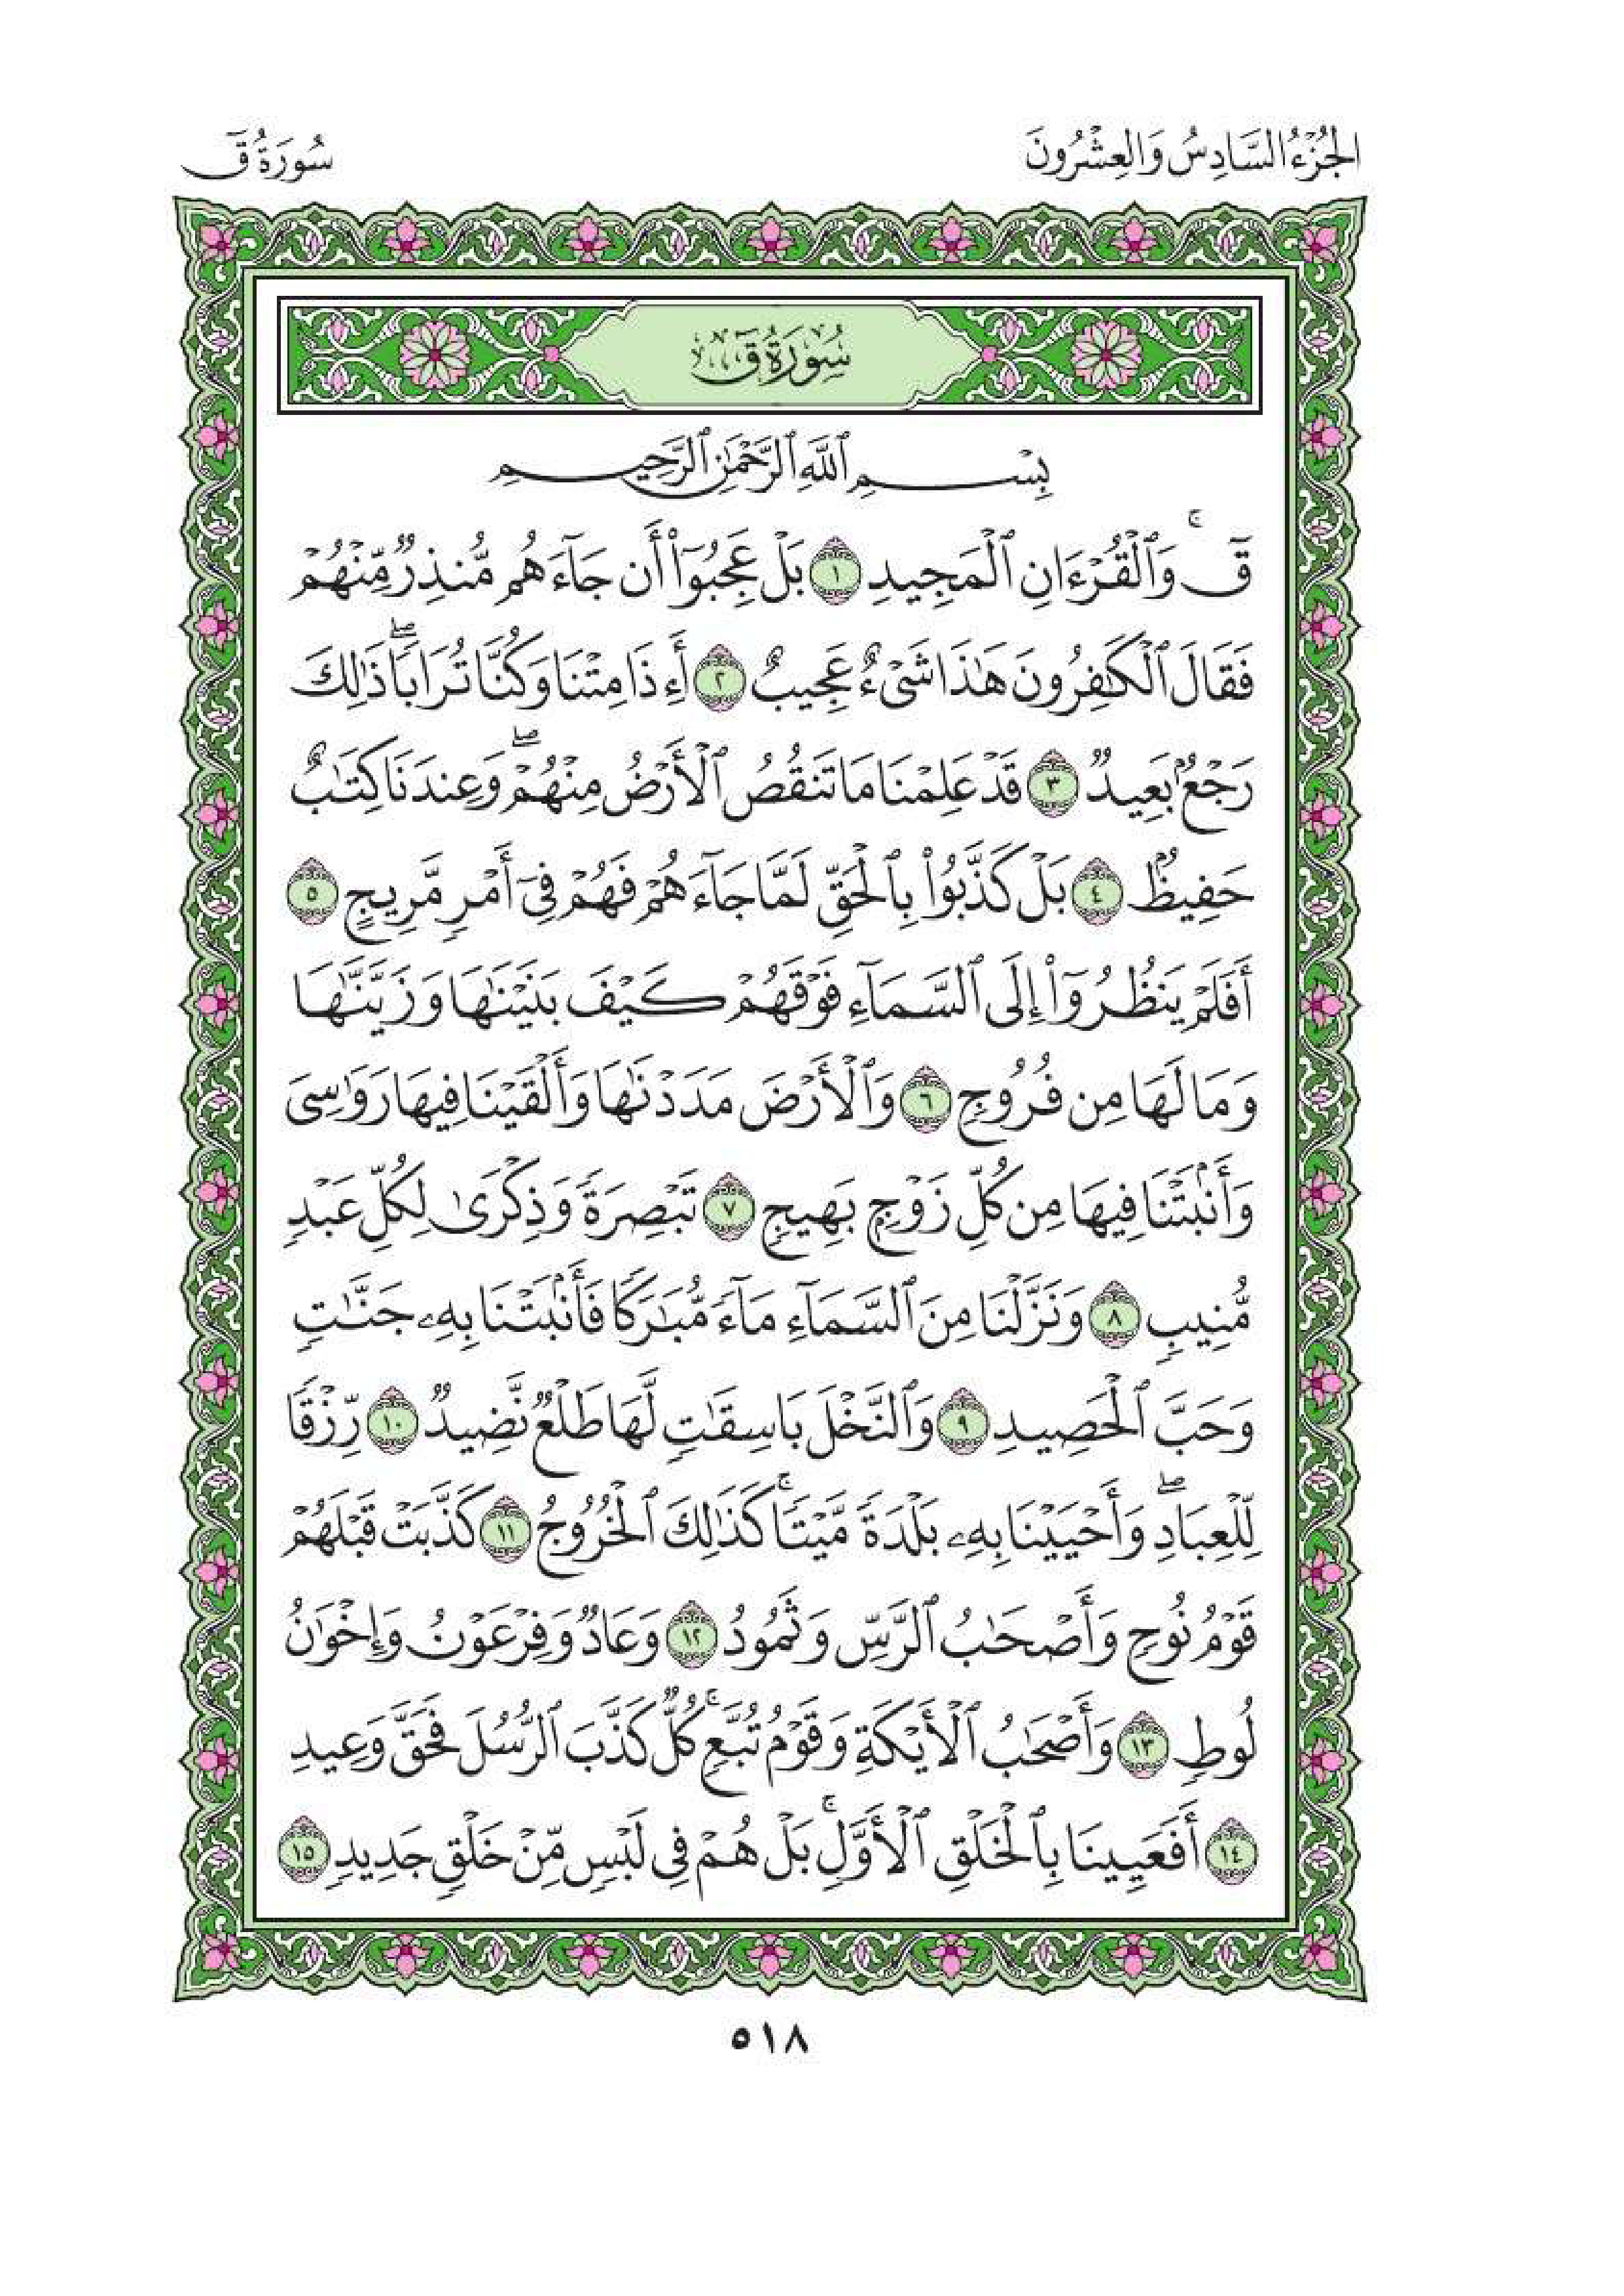 الجُزْءُ السَّادِسُ وَالعِشْرُونَ
سُورَةُ قٓ
سُورَةُ قٓ
بِسْمِ ٱللَّهِ ٱلرَّحْمَٰنِ ٱلرَّحِيمِ
قٓۚ وَٱلْقُرْءَانِ ٱلْمَجِيدِ ١ بَلْ عَجِبُوٓا۟ أَن جَآءَهُم مُّنذِرٌ مِّنْهُمْ
فَقَالَ ٱلْكَٰفِرُونَ هَٰذَا شَىْءٌ عَجِيبٌ ٢ أَءِذَا مِتْنَا وَكُنَّا تُرَابًاۖ ذَٰلِكَ
رَجْعٌۢ بَعِيدٌ ٣ قَدْ عَلِمْنَا مَا تَنقُصُ ٱلْأَرْضُ مِنْهُمْۖ وَعِندَنَا كِتَٰبٌ
حَفِيظٌۢ ٤ بَلْ كَذَّبُوا۟ بِٱلْحَقِّ لَمَّا جَآءَهُمْ فَهُمْ فِىٓ أَمْرٍ مَّرِيجٍ ٥
أَفَلَمْ يَنظُرُوٓا۟ إِلَى ٱلسَّمَآءِ فَوْقَهُمْ كَيْفَ بَنَيْنَٰهَا وَزَيَّنَّٰهَا
وَمَا لَهَا مِن فُرُوجٍ ٦ وَٱلْأَرْضَ مَدَدْنَٰهَا وَأَلْقَيْنَا فِيهَا رَوَٰسِىَ
وَأَنۢبَتْنَا فِيهَا مِن كُلِّ زَوْجٍۭ بَهِيجٍ ٧ تَبْصِرَةً وَذِكْرَىٰ لِكُلِّ عَبْدٍ
مُّنِيبٍ ٨ وَنَزَّلْنَا مِنَ ٱلسَّمَآءِ مَآءً مُّبَٰرَكًا فَأَنۢبَتْنَا بِهِۦ جَنَّٰتٍ
وَحَبَّ ٱلْحَصِيدِ ٩ وَٱلنَّخْلَ بَاسِقَٰتٍ لَّهَا طَلْعٌ نَّضِيدٌ ١٠ رِّزْقًا
لِّلْعِبَادِۖ وَأَحْيَيْنَا بِهِۦ بَلْدَةً مَّيْتًاۚ كَذَٰلِكَ ٱلْخُرُوجُ ١١ كَذَّبَتْ قَبْلَهُمْ
قَوْمُ نُوحٍ وَأَصْحَٰبُ ٱلرَّسِّ وَثَمُودُ ١٢ وَعَادٌ وَفِرْعَوْنُ وَإِخْوَٰنُ
لُوطٍ ١٣ وَأَصْحَٰبُ ٱلْأَيْكَةِ وَقَوْمُ تُبَّعٍۚ كُلٌّ كَذَّبَ ٱلرُّسُلَ فَحَقَّ وَعِيدِ
١٤ أَفَعَيِينَا بِٱلْخَلْقِ ٱلْأَوَّلِۚ بَلْ هُمْ فِى لَبْسٍ مِّنْ خَلْقٍ جَدِيدٍ ١٥
٥١٨